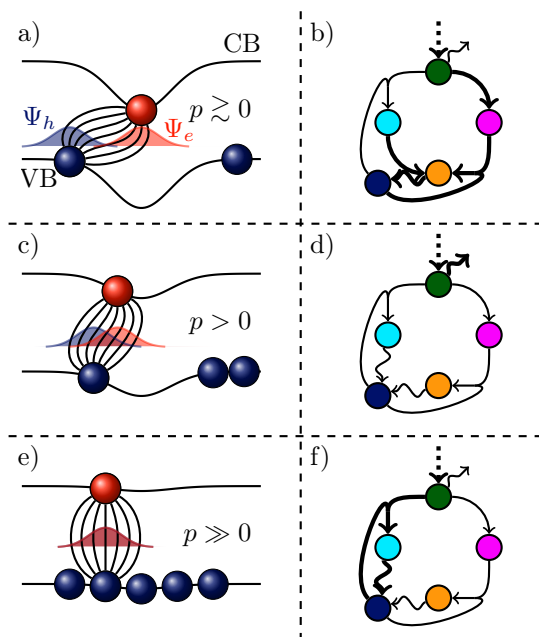 a)
CB
b)
Ψ_h
p ≳ 0
Ψ_e
VB
c)
d)
p > 0
e)
f)
p ≫ 0